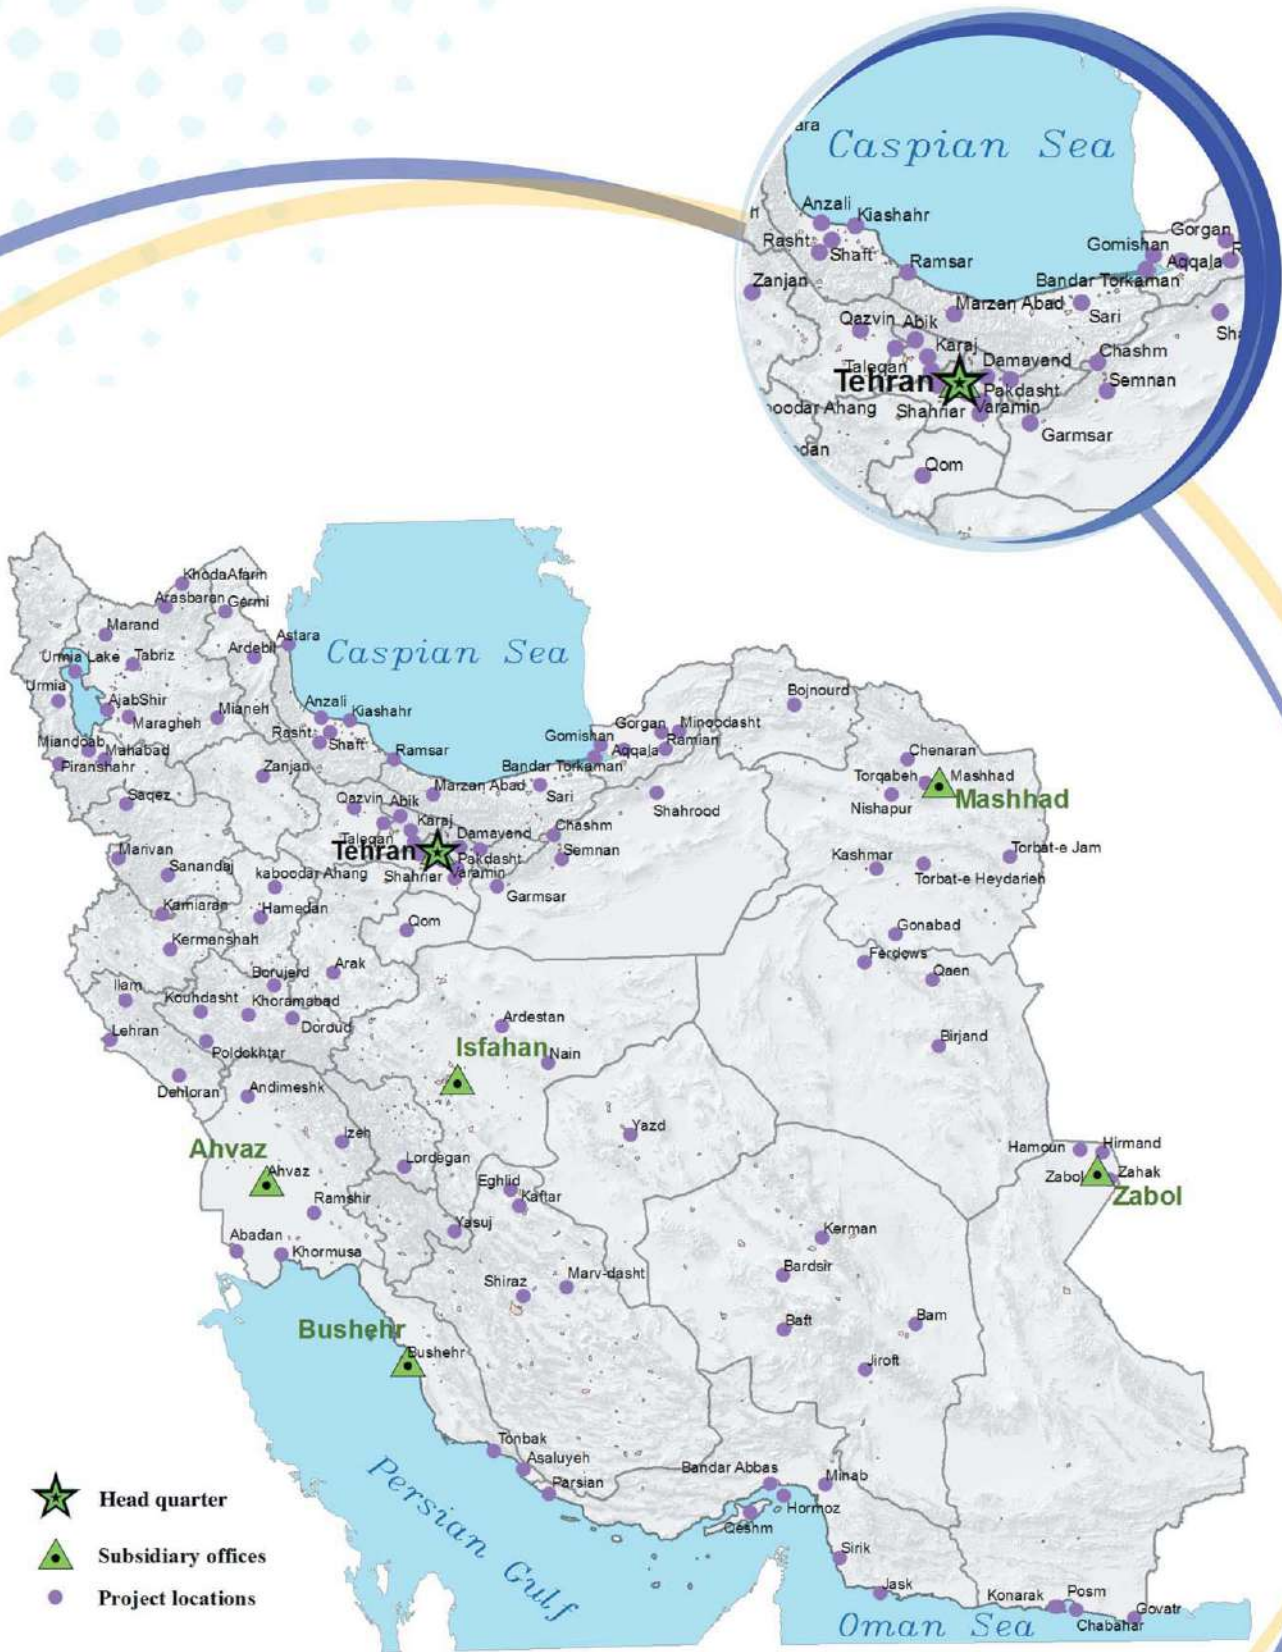 ara
Caspian Sea
Anzali
Kiashahr
Rasht
Shaft
Gorgan
Gomishan
Aqqala
R
Ramsar
Zanjan
Bandar Torkaman
Marzan Abad
Sari
Qazvin
Abik
Sha
Karaj
Chashm
Taleqan
Damavand
Tehran
Pakdasht
Semnan
boodar Ahang
Shahriar
Varamin
Garmsar
dan
Qom
KhodaAfarin
Arasbaran
Germi
Marand
Astara
Ardebil
Caspian Sea
Urmia Lake
Tabriz
Urmia
Bojnourd
AjabShir
Anzali
Kiashahr
Maragheh
Mianeh
Gorgan
Minoodasht
Rasht
Shaft
Gomishan
Aqqala
Ramian
Miandoab
Mahabad
Ramsar
Chenaran
Piranshahr
Bandar Torkaman
Zanjan
Torqabeh
Mashhad
Marzan Abad
Sari
Nishapur
Mashhad
Saqez
Qazvin
Abik
Shahrood
Karaj
Chashm
Taleqan
Damavand
Marivan
Tehran
Pakdasht
Semnan
Kashmar
Torbat-e Jam
Sanandaj
kaboodar Ahang
Shahriar
Varamin
Torbat-e Heydarieh
Garmsar
Kamiaran
Hamedan
Qom
Gonabad
Kermanshah
Ferdows
Borujerd
Arak
Qaen
Ilam
Kouhdasht
Khoramabad
Doroud
Ardestan
Lehran
Birjand
Poldokhtar
Isfahan
Nain
Dehloran
Andimeshk
Yazd
Izeh
Hamoun
Hirmand
Ahvaz
Lordegan
Ahvaz
Eghlid
Zabol
Zahak
Zabol
Kaftar
Ramshir
Yasuj
Kerman
Abadan
Khormusa
Bardsir
Shiraz
Marv-dasht
Bushehr
Baft
Bam
Bushehr
Jiroft
Tonbak
Asaluyeh
Bandar Abbas
Minab
Parsian
Hormoz
Qeshm
Persian Gulf
Sirik
Jask
Konarak
Posm
Govatr
Chabahar
Oman Sea
Head quarter
Subsidiary offices
Project locations